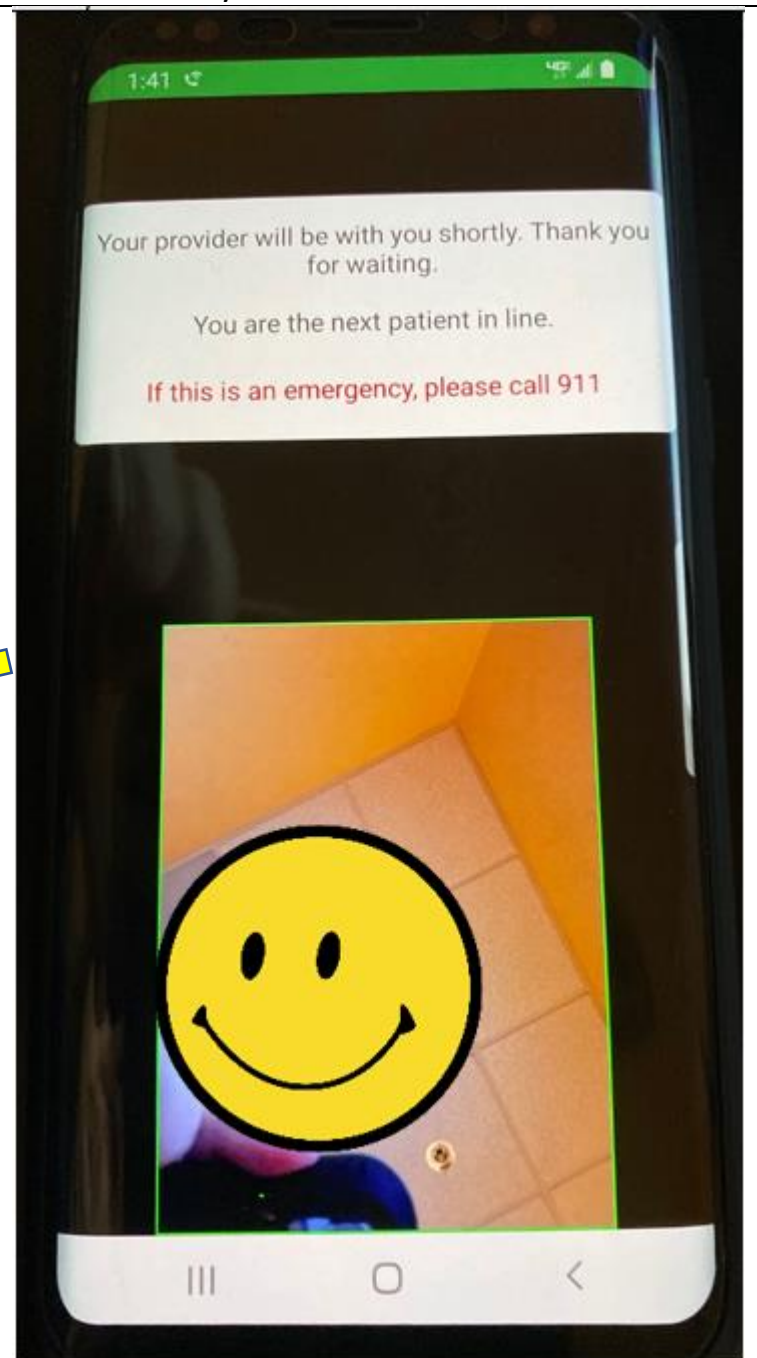 1:41
4G
Your provider will be with you shortly. Thank you
for waiting.
You are the next patient in line.
If this is an emergency, please call 911